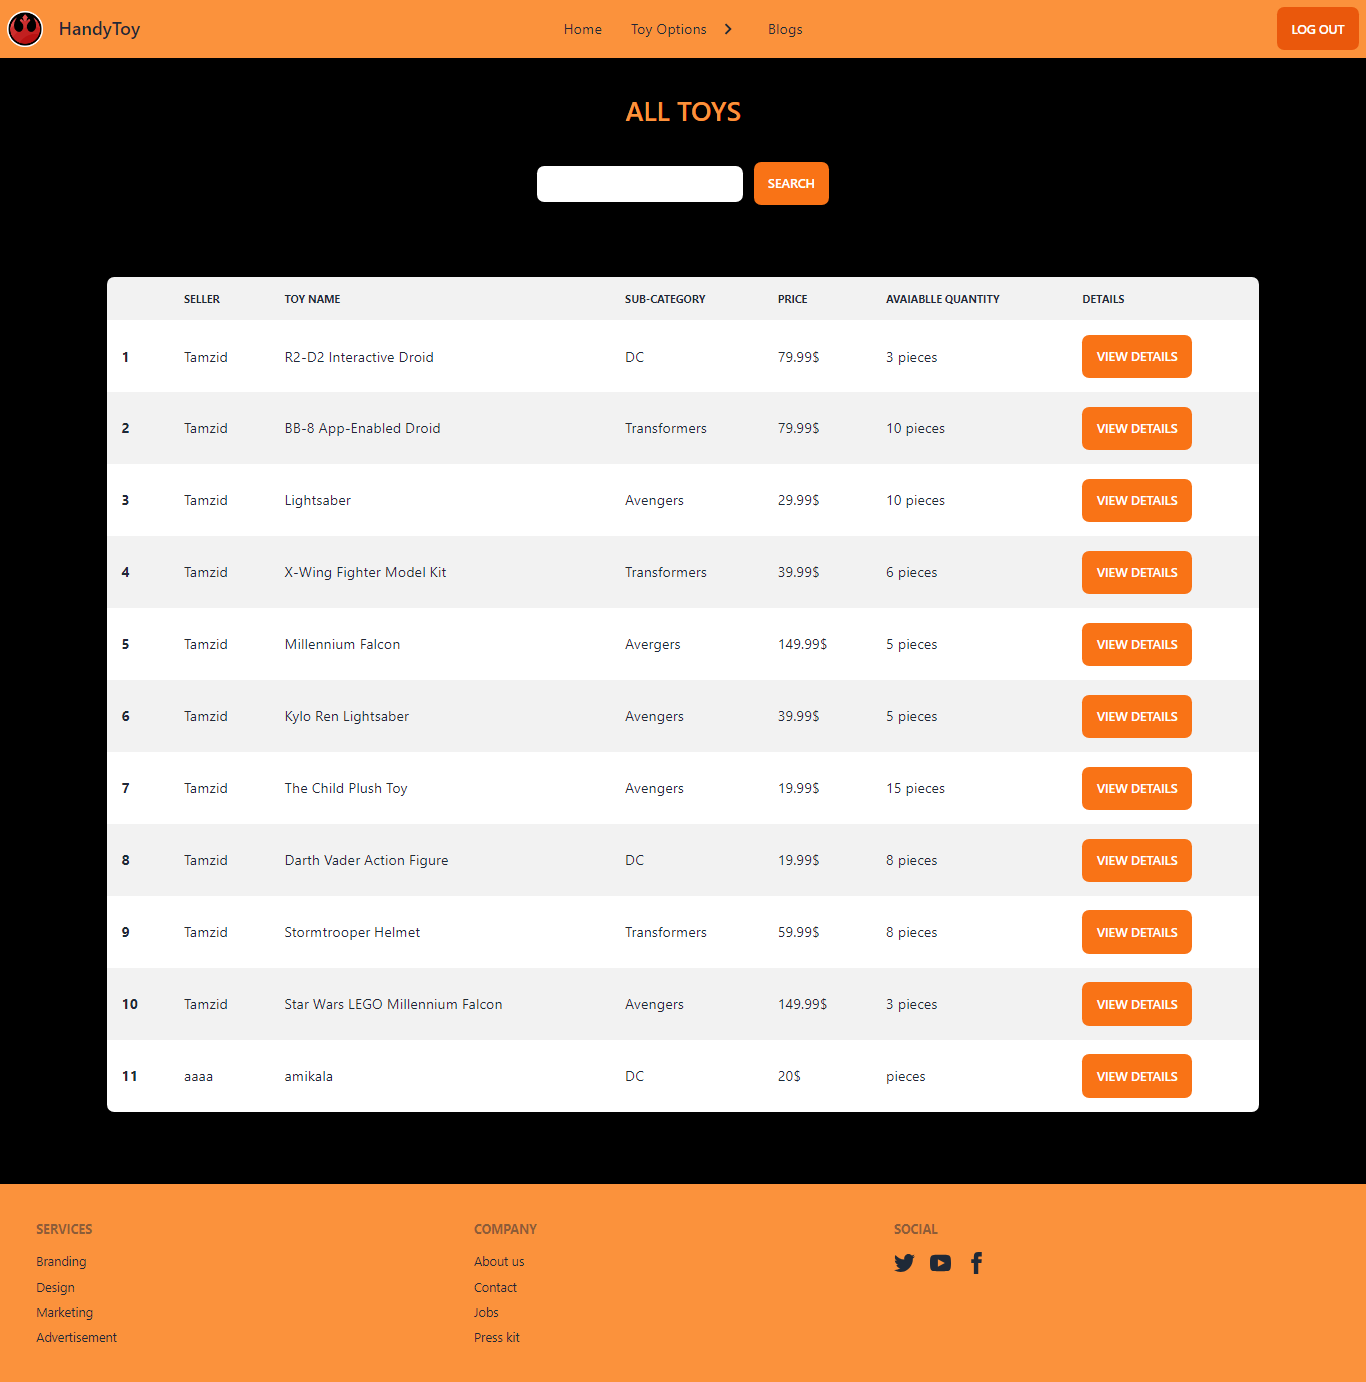 HandyToy Home Toy Options Blogs LOG OUT
ALL TOYS
SEARCH
SELLER TOY NAME SUB-CATEGORY PRICE AVAIABLLE QUANTITY DETAILS
1 Tamzid R2-D2 Interactive Droid DC 79.99$ 3 pieces VIEW DETAILS
2 Tamzid BB-8 App-Enabled Droid Transformers 79.99$ 10 pieces VIEW DETAILS
3 Tamzid Lightsaber Avengers 29.99$ 10 pieces VIEW DETAILS
4 Tamzid X-Wing Fighter Model Kit Transformers 39.99$ 6 pieces VIEW DETAILS
5 Tamzid Millennium Falcon Avergers 149.99$ 5 pieces VIEW DETAILS
6 Tamzid Kylo Ren Lightsaber Avengers 39.99$ 5 pieces VIEW DETAILS
7 Tamzid The Child Plush Toy Avengers 19.99$ 15 pieces VIEW DETAILS
8 Tamzid Darth Vader Action Figure DC 19.99$ 8 pieces VIEW DETAILS
9 Tamzid Stormtrooper Helmet Transformers 59.99$ 8 pieces VIEW DETAILS
10 Tamzid Star Wars LEGO Millennium Falcon Avengers 149.99$ 3 pieces VIEW DETAILS
11 aaaa amikala DC 20$ pieces VIEW DETAILS
SERVICES
Branding
Design
Marketing
Advertisement
COMPANY
About us
Contact
Jobs
Press kit
SOCIAL